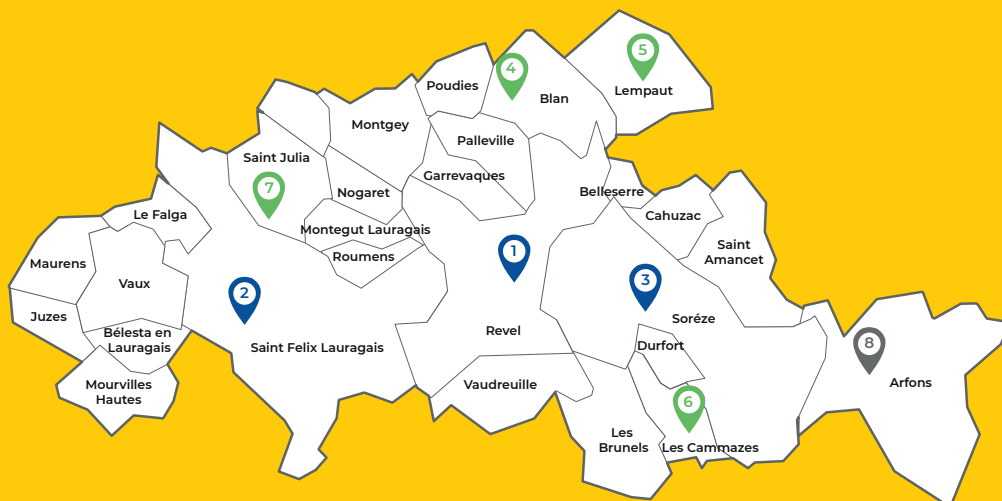 5
4
Poudies
Lempaut
Blan
Montgey
Palleville
Saint Julia
Garrevaques
7
Nogaret
Belleserre
Le Falga
Cahuzac
Montegut Lauragais
Saint
Amancet
1
Roumens
Maurens
Vaux
3
2
Juzes
Soréze
Revel
Bélesta en
Lauragais
Saint Felix Lauragais
Durfort
8
Arfons
Mourvilles
Hautes
Vaudreuille
6
Les
Brunels
Les Cammazes